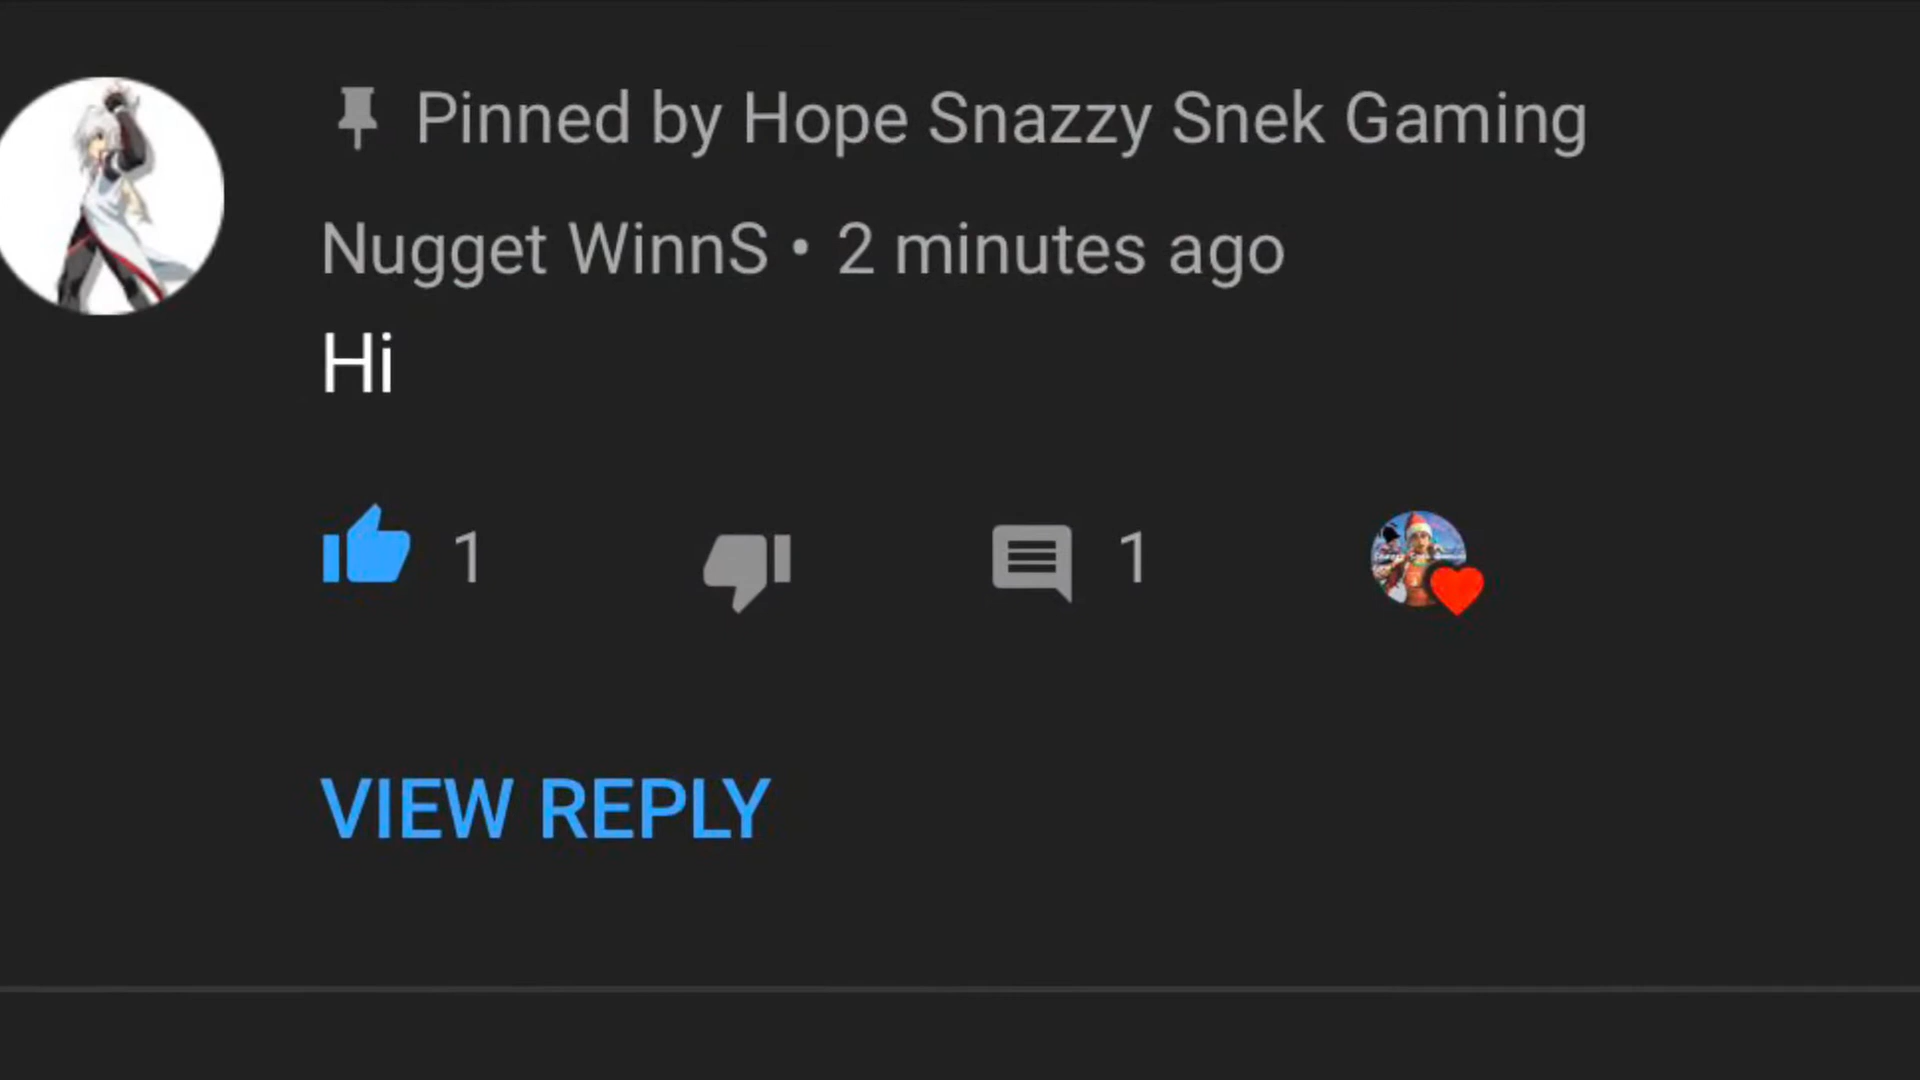 Pinned by Hope Snazzy Snek Gaming
Nugget WinnS • 2 minutes ago
Hi
1 1
VIEW REPLY